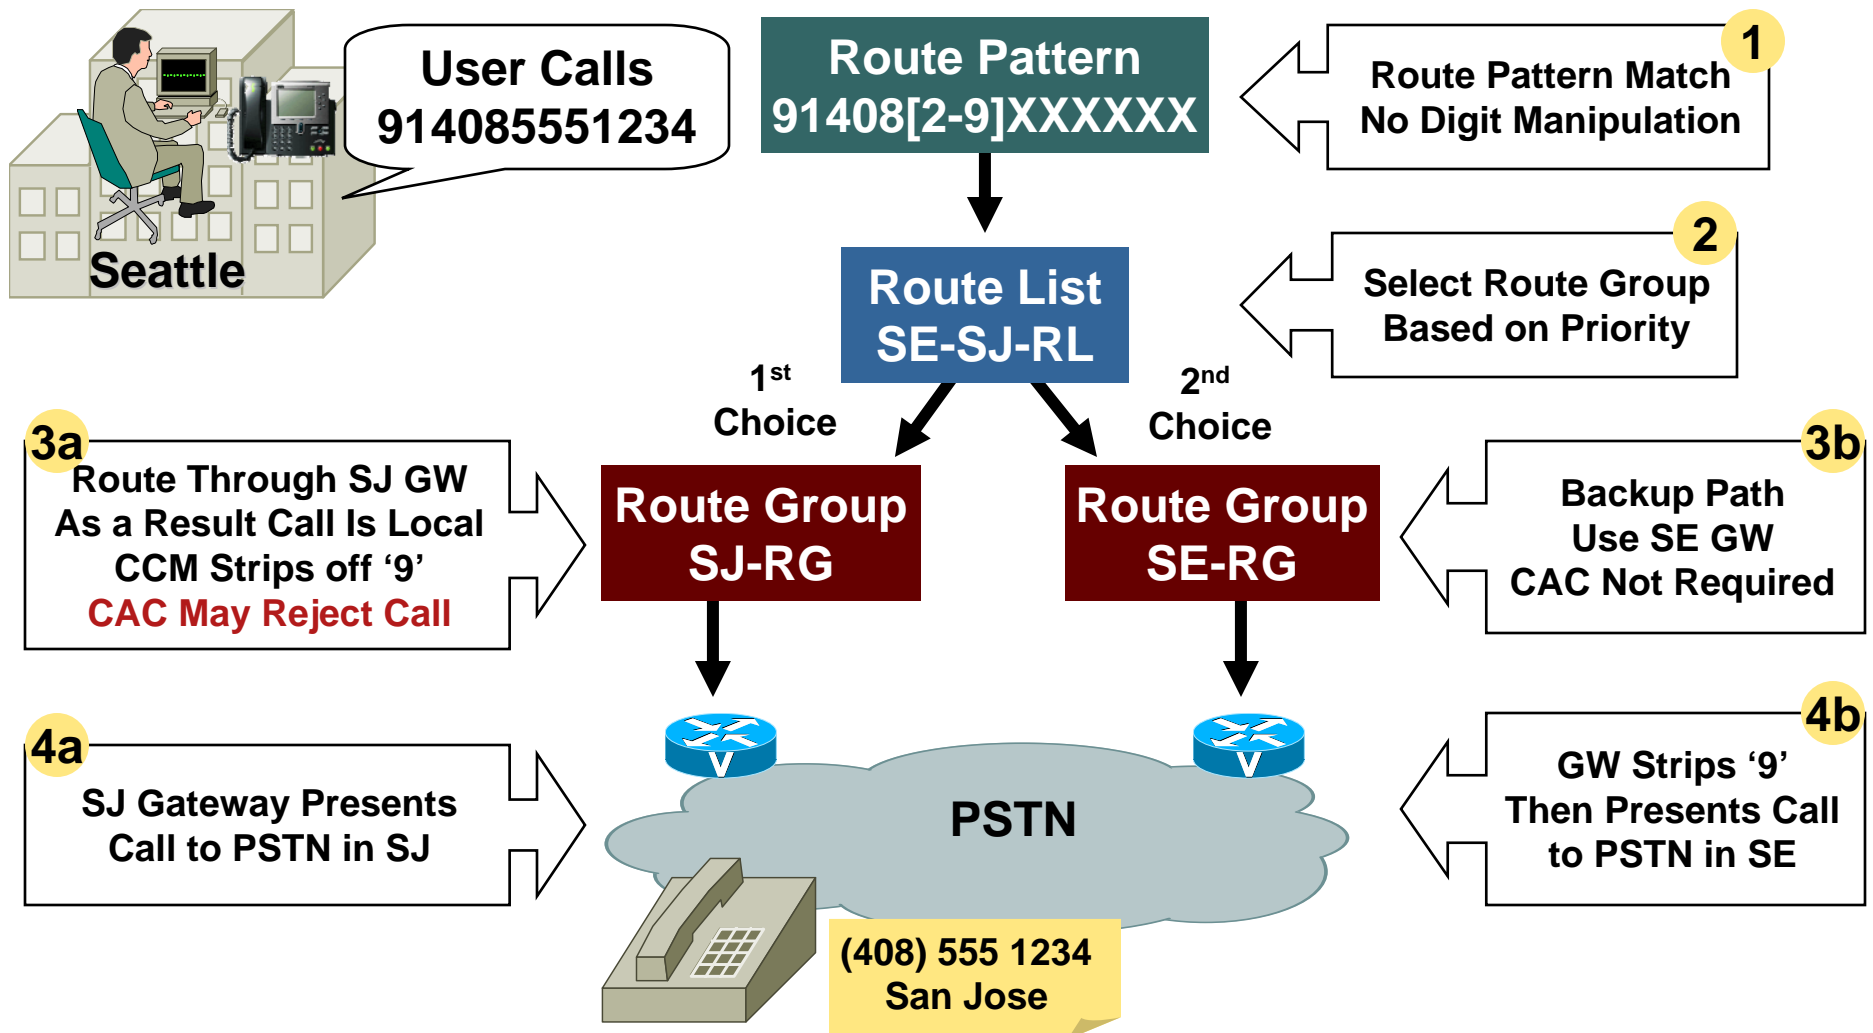 User Calls
914085551234
Seattle
Route Pattern
91408[2-9]XXXXXX
1
Route Pattern Match
No Digit Manipulation
Route List
SE-SJ-RL
2
Select Route Group
Based on Priority
1st
Choice
2nd
Choice
3a
Route Through SJ GW
As a Result Call Is Local
CCM Strips off ‘9’
CAC May Reject Call
Route Group
SJ-RG
Route Group
SE-RG
3b
Backup Path
Use SE GW
CAC Not Required
4a
SJ Gateway Presents
Call to PSTN in SJ
V
V
PSTN
4b
GW Strips ‘9’
Then Presents Call
to PSTN in SE
(408) 555 1234
San Jose